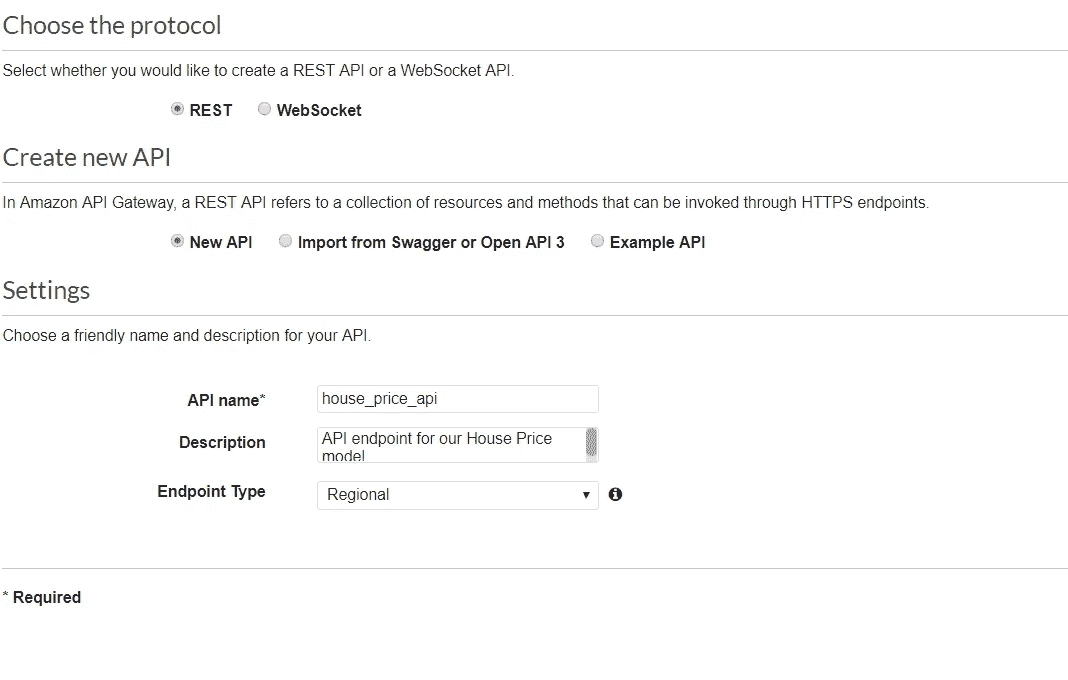 Choose the protocol
Select whether you would like to create a REST API or a WebSocket API.
REST WebSocket
Create new API
In Amazon API Gateway, a REST API refers to a collection of resources and methods that can be invoked through HTTPS endpoints.
New API Import from Swagger or Open API 3 Example API
Settings
Choose a friendly name and description for your API.
API name* house_price_api
Description API endpoint for our House Price
model
Endpoint Type Regional
* Required